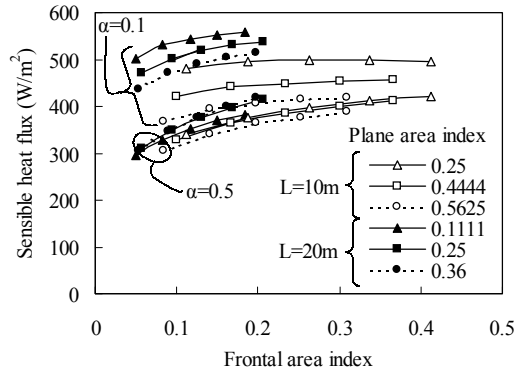 α=0.1
600
500
400
300
200
100
0
Sensible heat flux (W/m²)
α=0.5
Plane area index
L=10m
0.25
0.4444
0.5625
L=20m
0.1111
0.25
0.36
0
0.1
0.2
0.3
0.4
0.5
Frontal area index